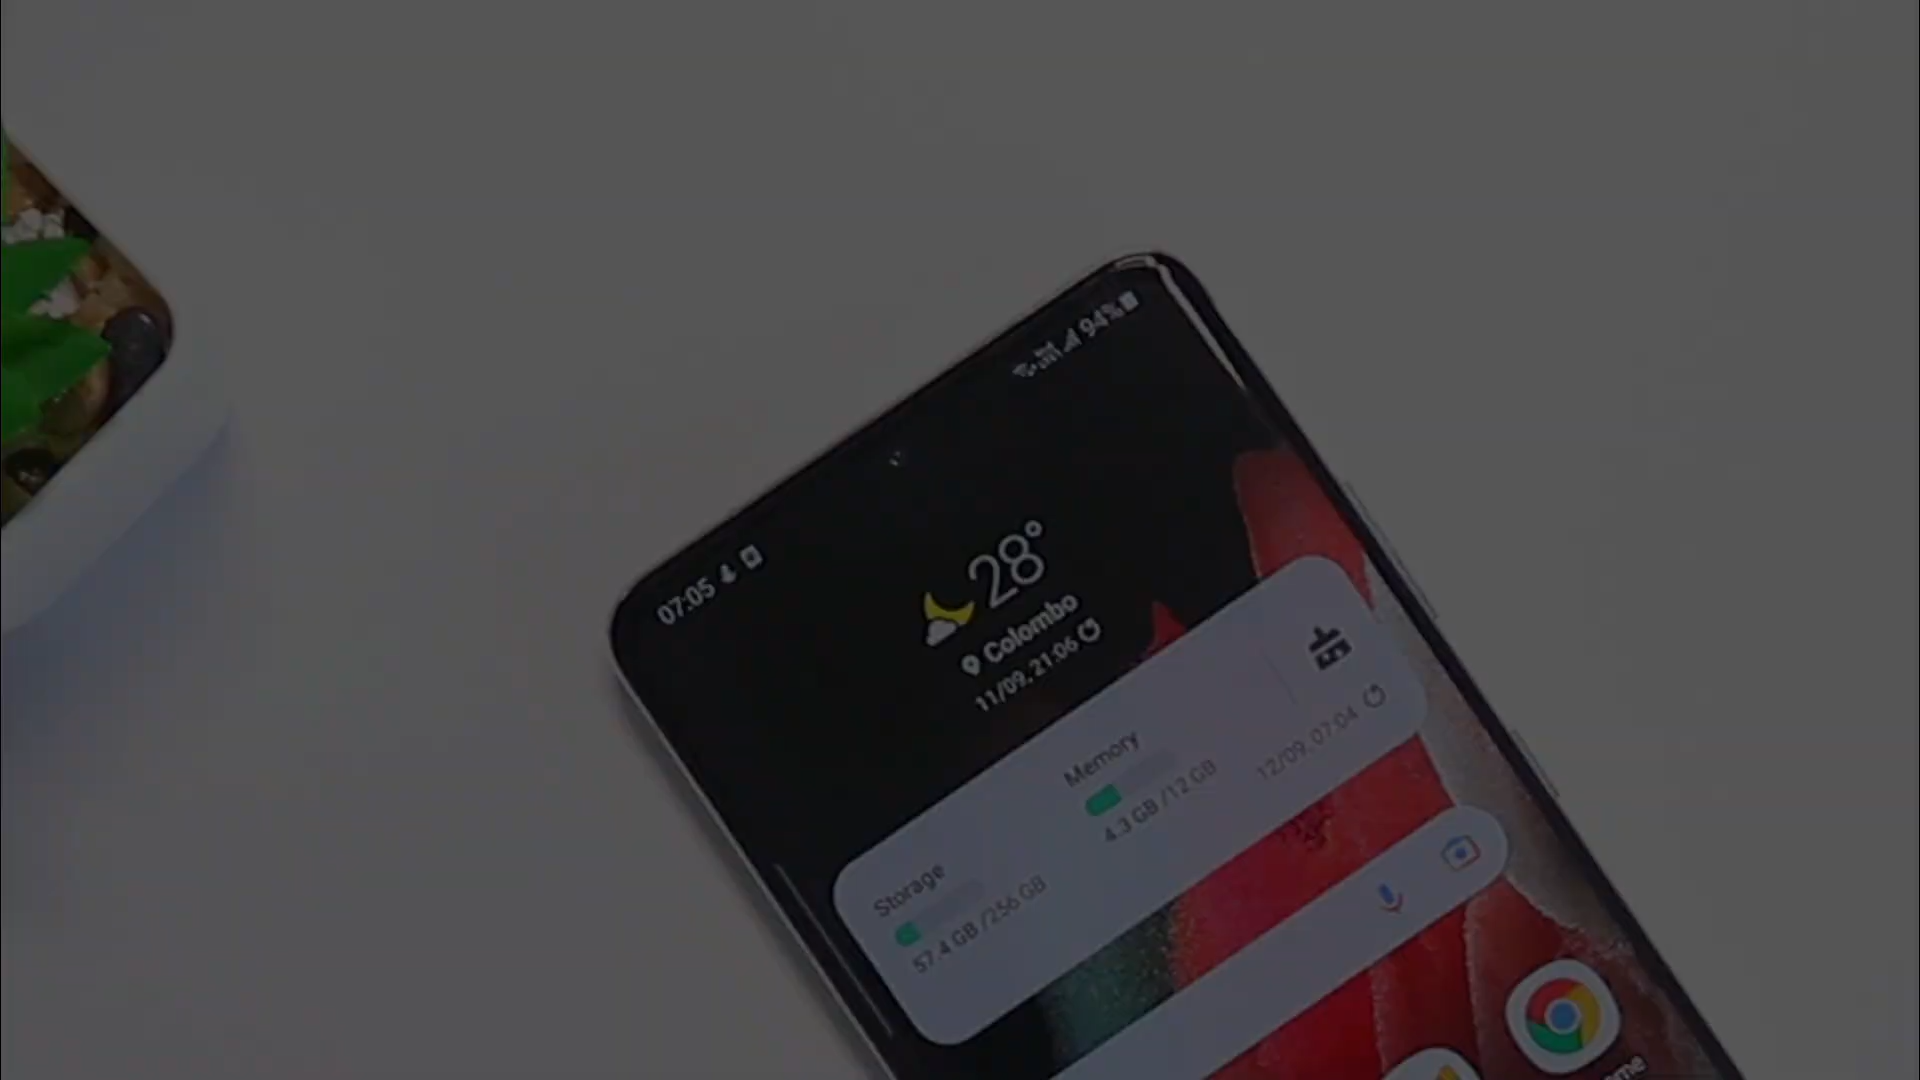 94%
07:05
28°
Colombo
11/09, 21:06
Memory
4.3 GB /12 GB
12/09, 07:04
Storage
57.4 GB /256 GB